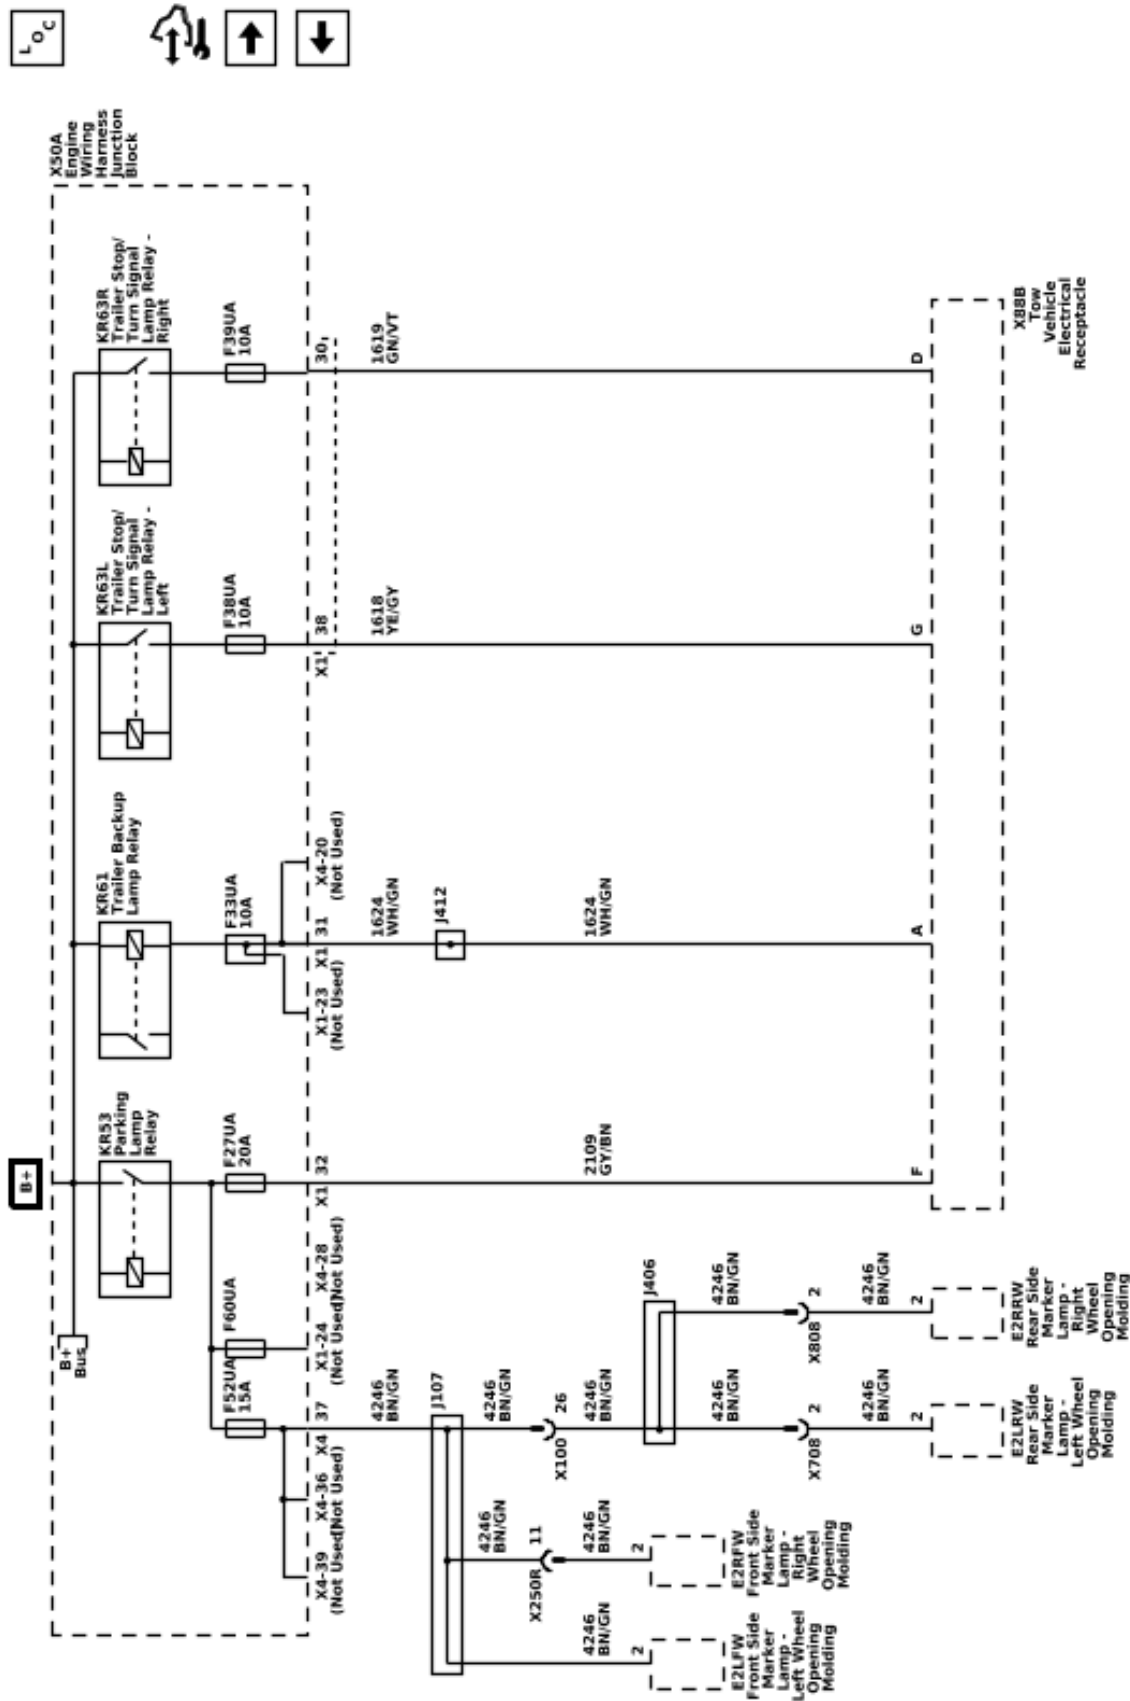 LOC
B+
X50A
Engine
Wiring
Harness
Junction
Block
B+
Bus
KR53
Parking
Lamp
Relay
KR61
Trailer Backup
Lamp Relay
KR63L
Trailer Stop/
Turn Signal
Lamp Relay -
Left
KR63R
Trailer Stop/
Turn Signal
Lamp Relay -
Right
F52UA
15A
F60UA
F27UA
20A
F33UA
10A
F38UA
10A
F39UA
10A
X4-39
(Not Used)
X4-36
(Not Used)
X4
37
X1-24
(Not Used)
X4-28
(Not Used)
X1
32
X1-23
(Not Used)
X1
31
X4-20
(Not Used)
X1
38
30
4246
BN/GN
1624
WH/GN
1618
YE/GY
1619
GN/VT
J107
J412
4246
BN/GN
4246
BN/GN
X250R
11
X100
26
4246
BN/GN
4246
BN/GN
4246
BN/GN
2109
GY/BN
1624
WH/GN
J406
2
2
4246
BN/GN
4246
BN/GN
E2LFW
Front Side
Marker
Lamp -
Left Wheel
Opening
Molding
E2RFW
Front Side
Marker
Lamp -
Right
Wheel
Opening
Molding
X708
2
X808
2
4246
BN/GN
4246
BN/GN
2
2
F
A
G
D
E2LRW
Rear Side
Marker
Lamp -
Left Wheel
Opening
Molding
E2RRW
Rear Side
Marker
Lamp -
Right
Wheel
Opening
Molding
X88B
Tow
Vehicle
Electrical
Receptacle